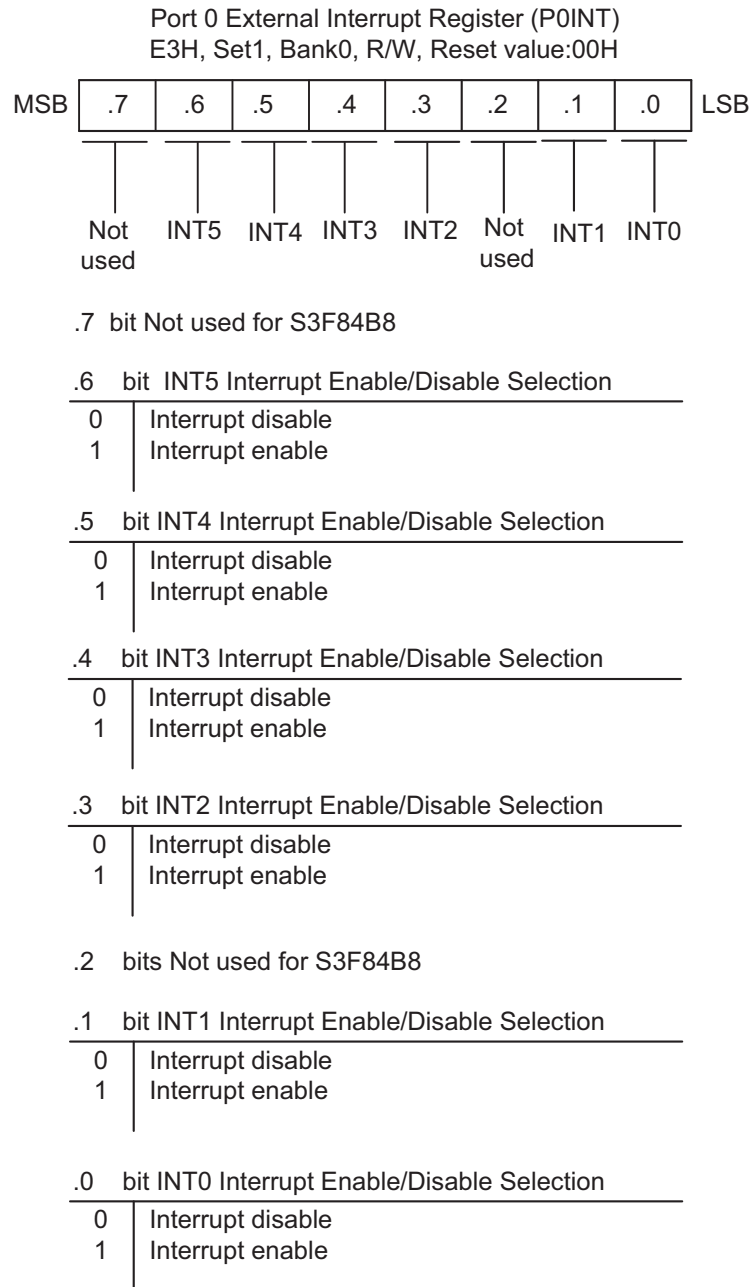 Port 0 External Interrupt Register (P0INT)
E3H, Set1, Bank0, R/W, Reset value:00H
MSB .7 .6 .5 .4 .3 .2 .1 .0 LSB
Not used INT5 INT4 INT3 INT2 Not used INT1 INT0
.7 bit Not used for S3F84B8
.6 bit INT5 Interrupt Enable/Disable Selection
0 Interrupt disable
1 Interrupt enable
.5 bit INT4 Interrupt Enable/Disable Selection
0 Interrupt disable
1 Interrupt enable
.4 bit INT3 Interrupt Enable/Disable Selection
0 Interrupt disable
1 Interrupt enable
.3 bit INT2 Interrupt Enable/Disable Selection
0 Interrupt disable
1 Interrupt enable
.2 bits Not used for S3F84B8
.1 bit INT1 Interrupt Enable/Disable Selection
0 Interrupt disable
1 Interrupt enable
.0 bit INT0 Interrupt Enable/Disable Selection
0 Interrupt disable
1 Interrupt enable